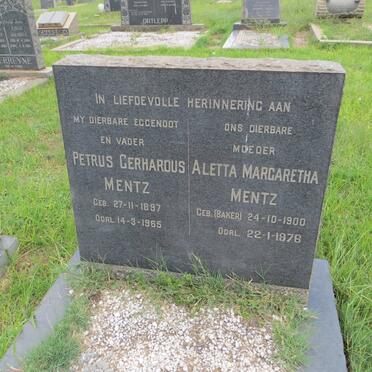 ORTLEPP
IN LIEFDEVOLLE HERINNERING AAN
MY DIERBARE EGGENOOT
EN VADER
PETRUS GERHARDUS
MENTZ
GEB. 27-11-1897
OORL. 14-3-1965
ONS DIERBARE
MOEDER
ALETTA MARGARETHA
MENTZ
GEB. (BAKER) 24-10-1900
OORL. 22-1-1976